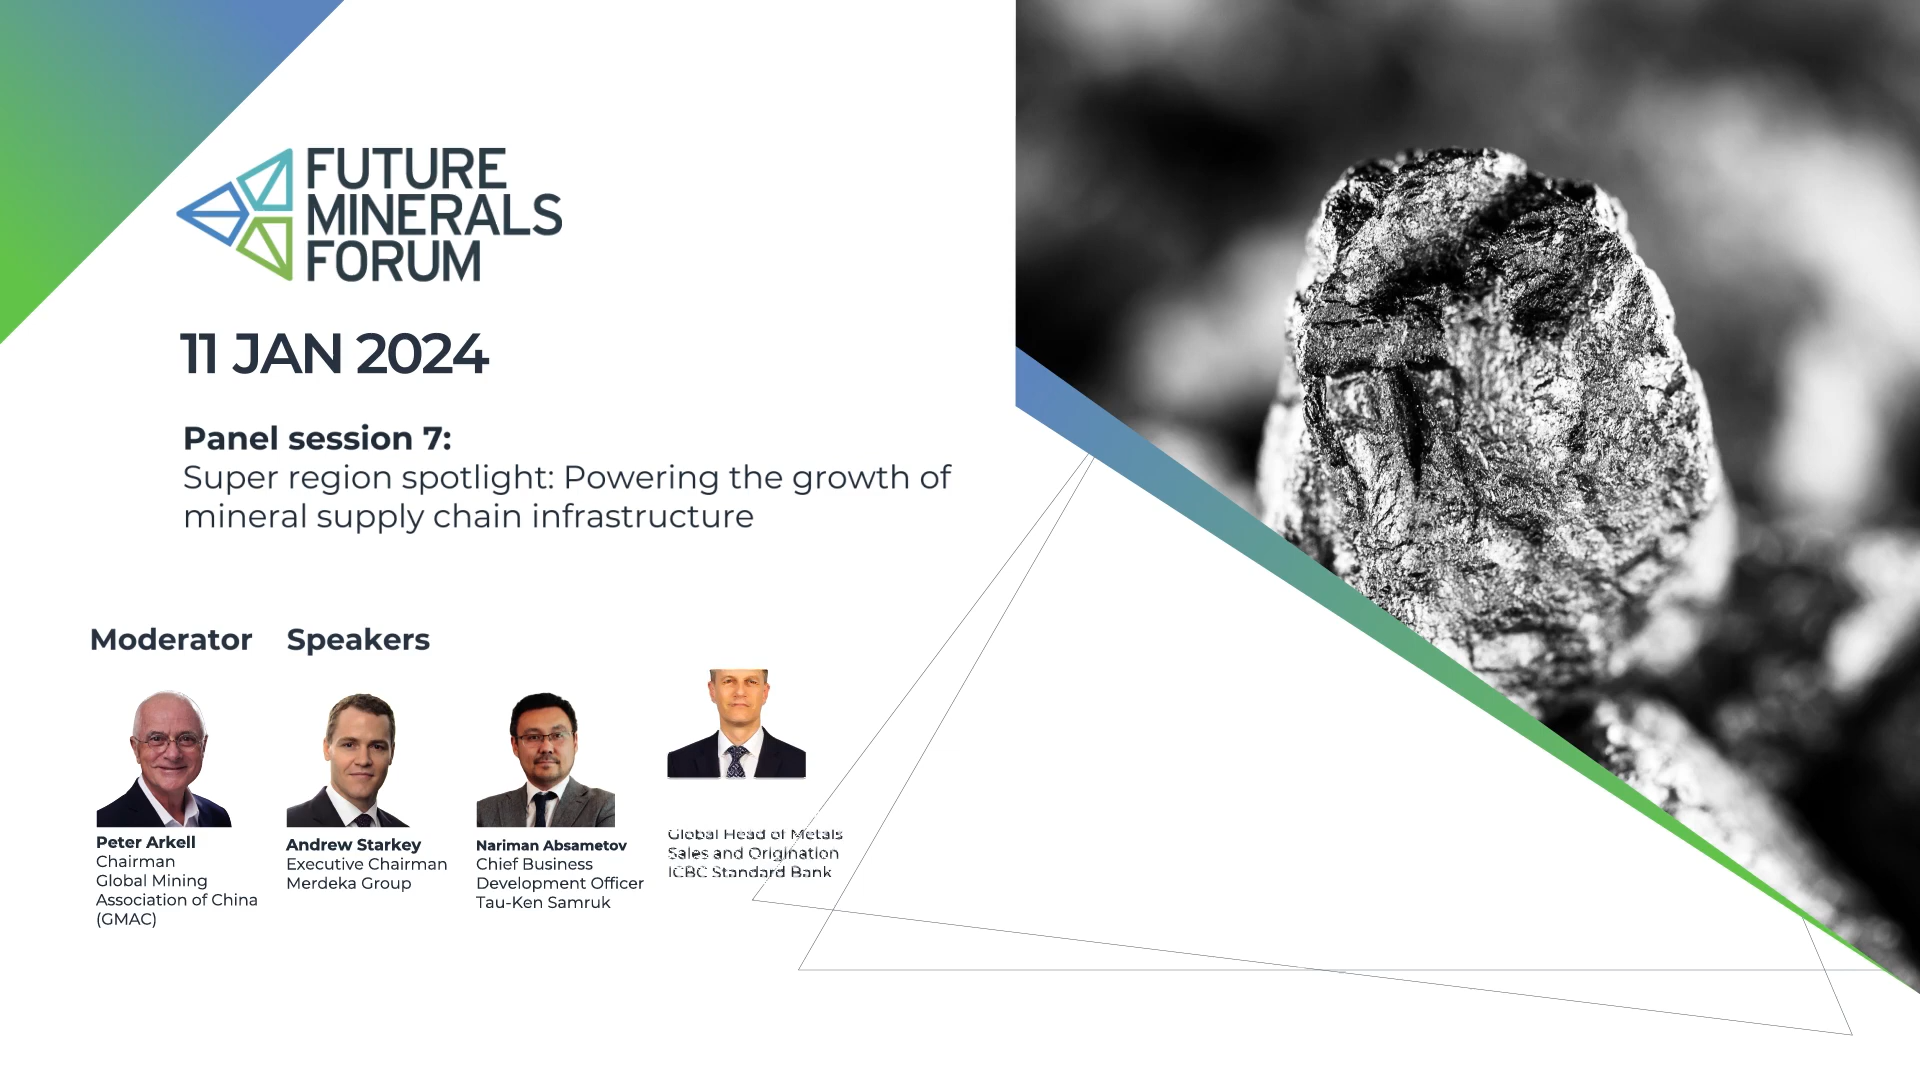 FUTURE
MINERALS
FORUM
11 JAN 2024
Panel session 7:
Super region spotlight: Powering the growth of
mineral supply chain infrastructure
Moderator
Speakers
Peter Arkell
Chairman
Global Mining
Association of China
(GMAC)
Andrew Starkey
Executive Chairman
Merdeka Group
Nariman Absametov
Chief Business
Development Officer
Tau-Ken Samruk
Global Head of Metals
Sales and Origination
ICBC Standard Bank